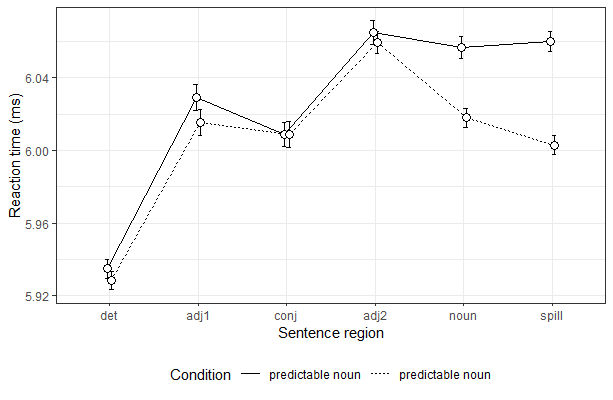 Reaction time (ms)
6.04
6.00
5.96
5.92
det adj1 conj adj2 noun spill
Sentence region
Condition predictable noun predictable noun